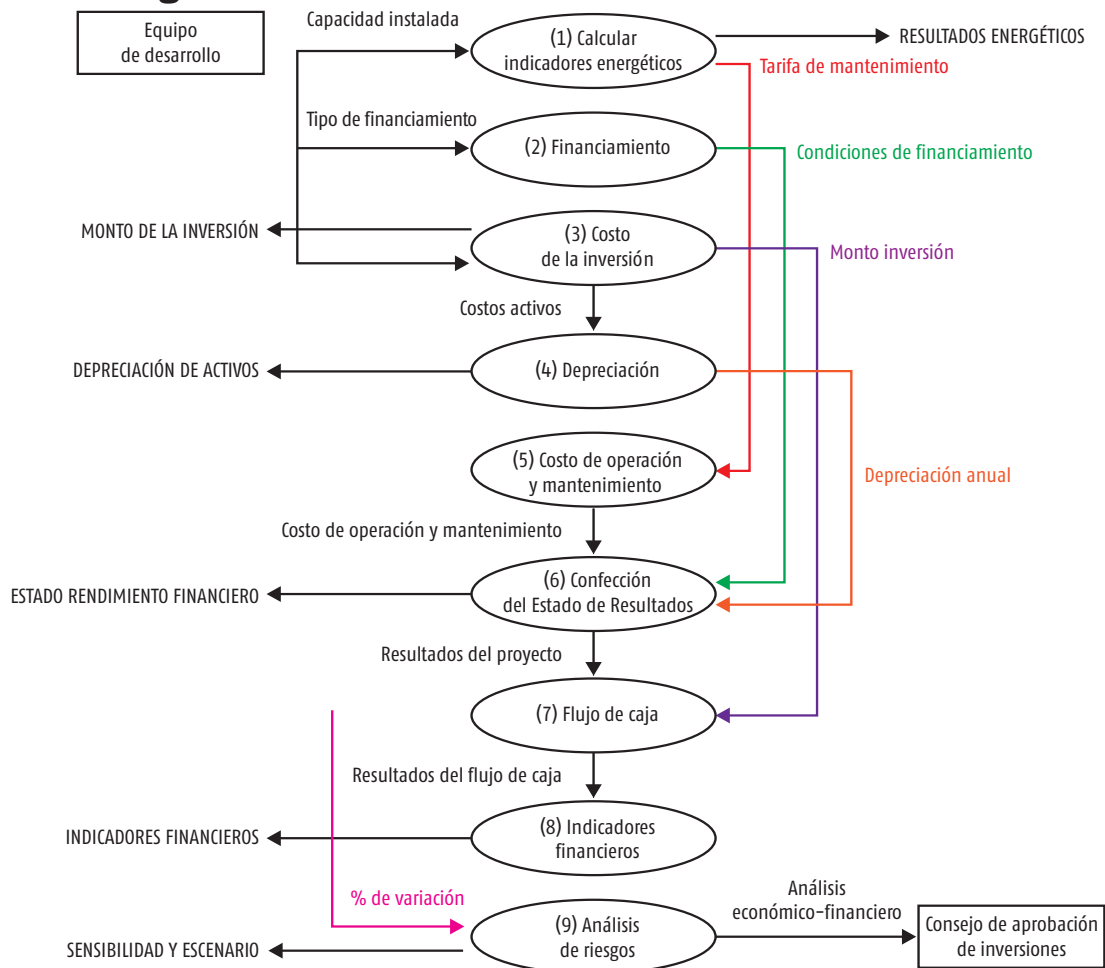 Equipo
de desarrollo
Capacidad instalada
(1) Calcular
indicadores energéticos
RESULTADOS ENERGÉTICOS
Tarifa de mantenimiento
Tipo de financiamiento
(2) Financiamiento
Condiciones de financiamiento
MONTO DE LA INVERSIÓN
(3) Costo
de la inversión
Monto inversión
Costos activos
DEPRECIACIÓN DE ACTIVOS
(4) Depreciación
(5) Costo de operación
y mantenimiento
Depreciación anual
Costo de operación y mantenimiento
ESTADO RENDIMIENTO FINANCIERO
(6) Confección
del Estado de Resultados
Resultados del proyecto
(7) Flujo de caja
Resultados del flujo de caja
INDICADORES FINANCIEROS
(8) Indicadores
financieros
% de variación
(9) Análisis
de riesgos
Análisis
económico-financiero
Consejo de aprobación
de inversiones
SENSIBILIDAD Y ESCENARIO